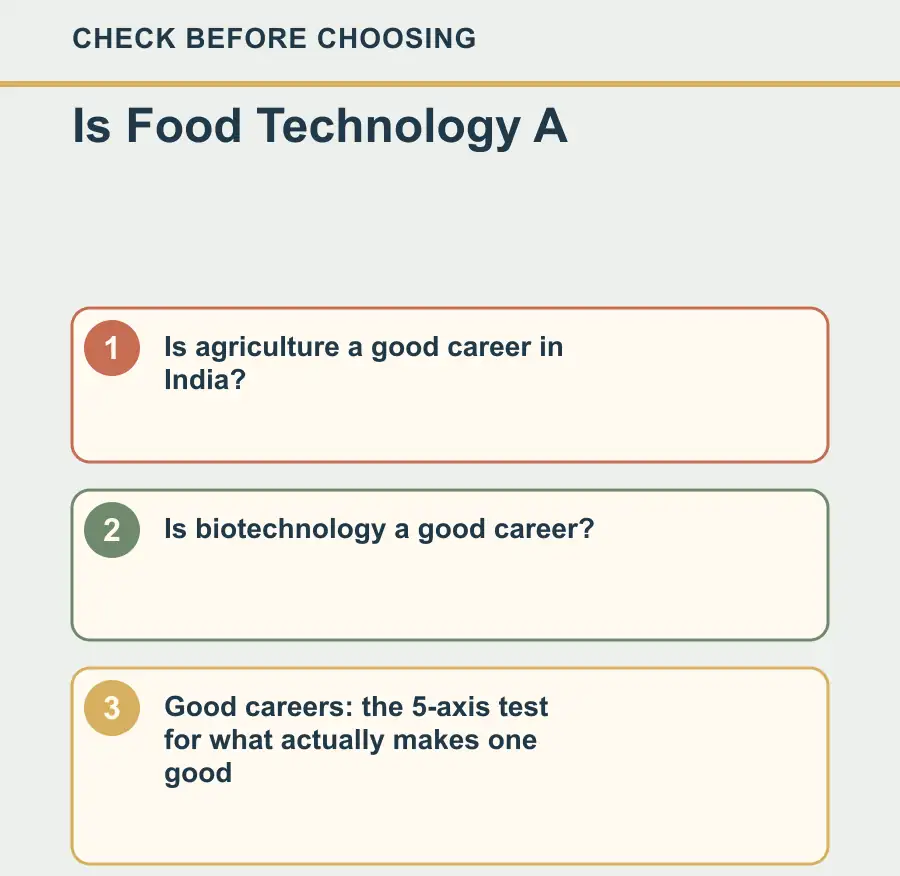 CHECK BEFORE CHOOSING
Is Food Technology A
1
Is agriculture a good career in
India?
2
Is biotechnology a good career?
3
Good careers: the 5-axis test
for what actually makes one
good